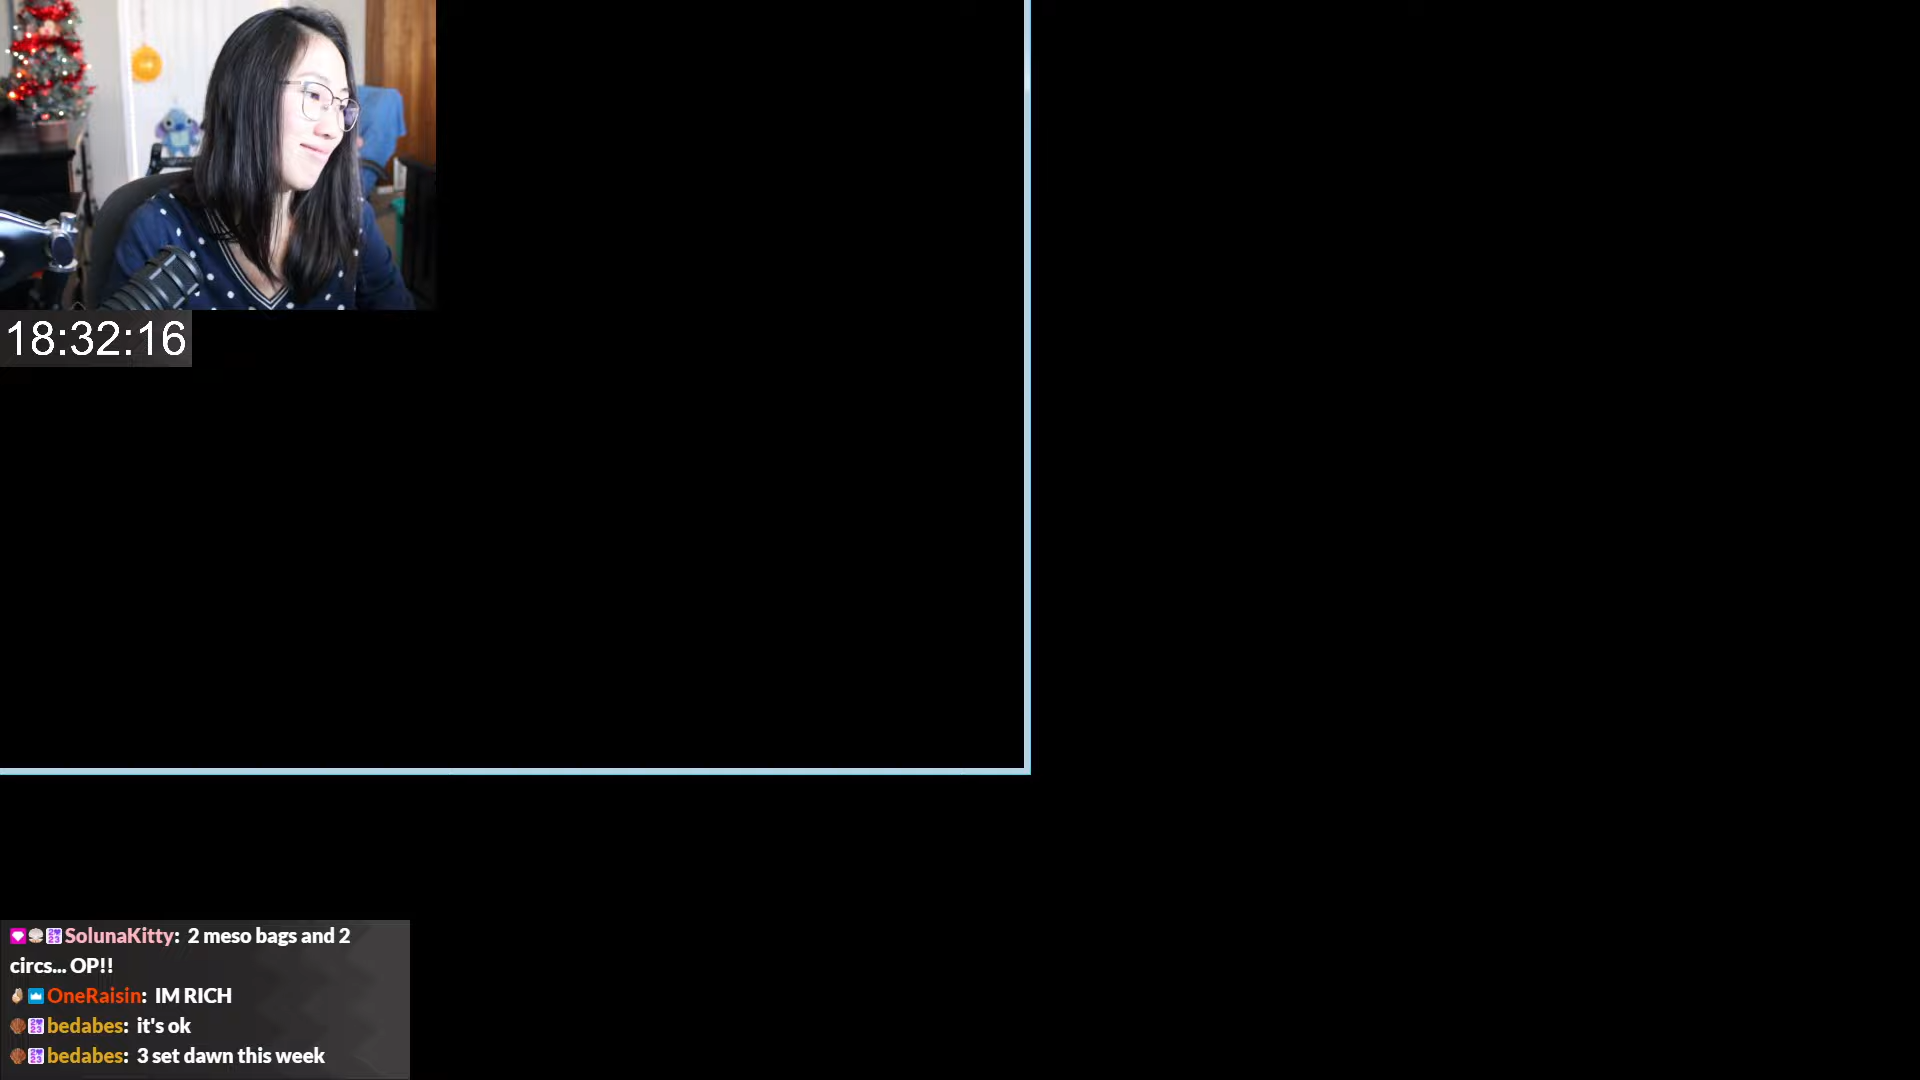 18:32:16
SolunaKitty: 2 meso bags and 2
circs... OP!!
OneRaisin: IM RICH
bedabes: it's ok
bedabes: 3 set dawn this week